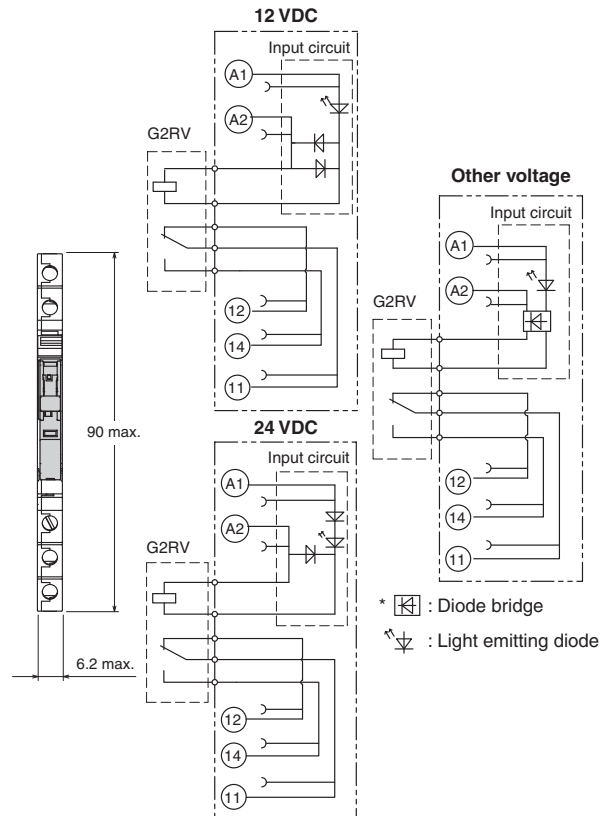 12 VDC
Input circuit
A1
A2
G2RV
12
14
11
Other voltage
Input circuit
A1
A2
G2RV
12
14
11
90 max.
6.2 max.
24 VDC
Input circuit
A1
A2
G2RV
12
14
11
* : Diode bridge
: Light emitting diode